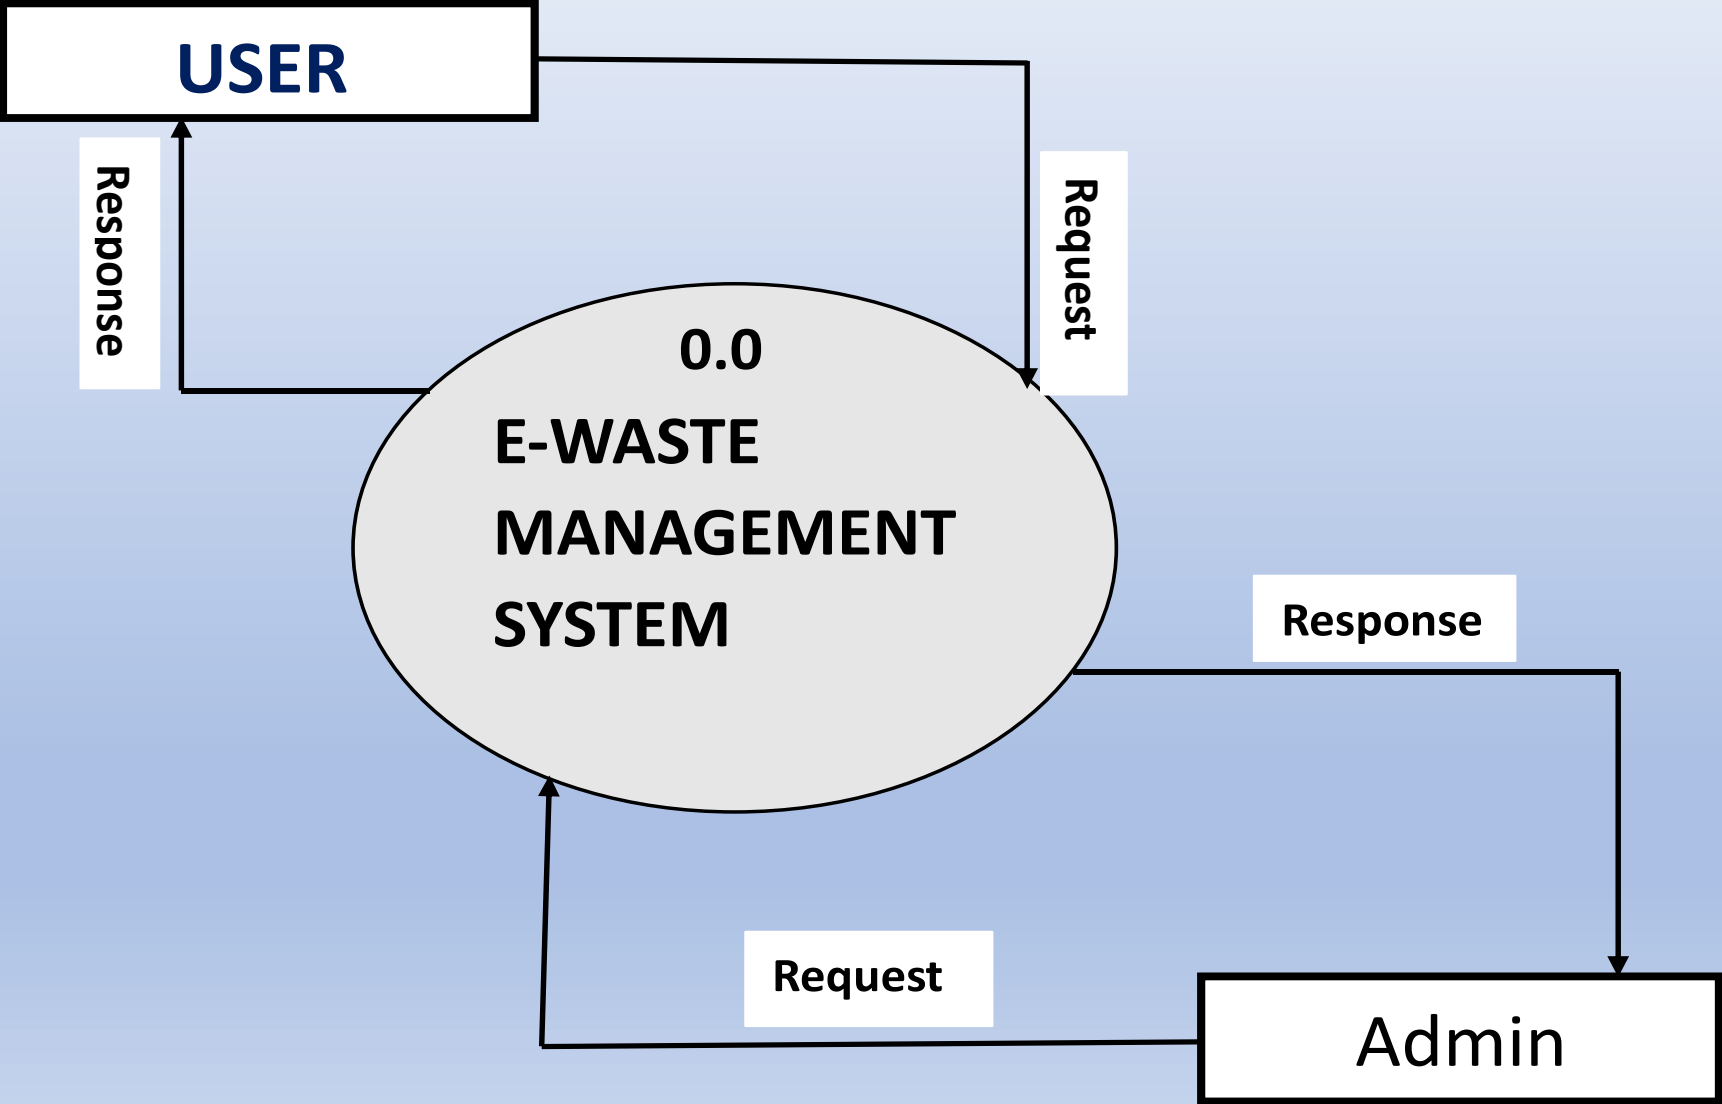 USER
Response
Request
0.0
E-WASTE
MANAGEMENT
SYSTEM
Response
Request
Admin